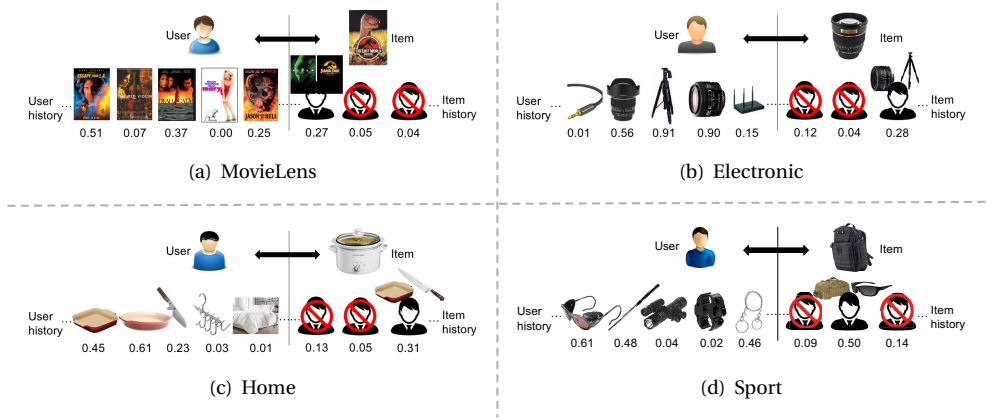 User
Item
User
history
...
...
Item
history
0.51 0.07 0.37 0.00 0.25 0.27 0.05 0.04
(a) MovieLens
User
Item
User
history
...
...
Item
history
0.01 0.56 0.91 0.90 0.15 0.12 0.04 0.28
(b) Electronic
User
Item
User
history
...
...
Item
history
0.45 0.61 0.23 0.03 0.01 0.13 0.05 0.31
(c) Home
User
Item
User
history
...
...
Item
history
0.61 0.48 0.04 0.02 0.46 0.09 0.50 0.14
(d) Sport